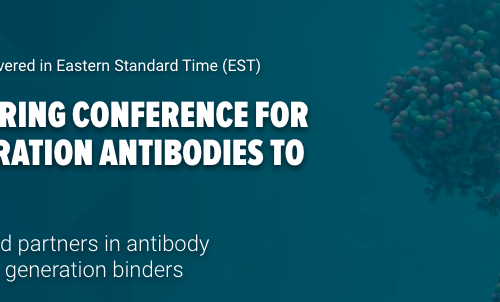 vered in Eastern Standard Time (EST)
RING CONFERENCE FOR
RATION ANTIBODIES TO
d partners in antibody
generation binders